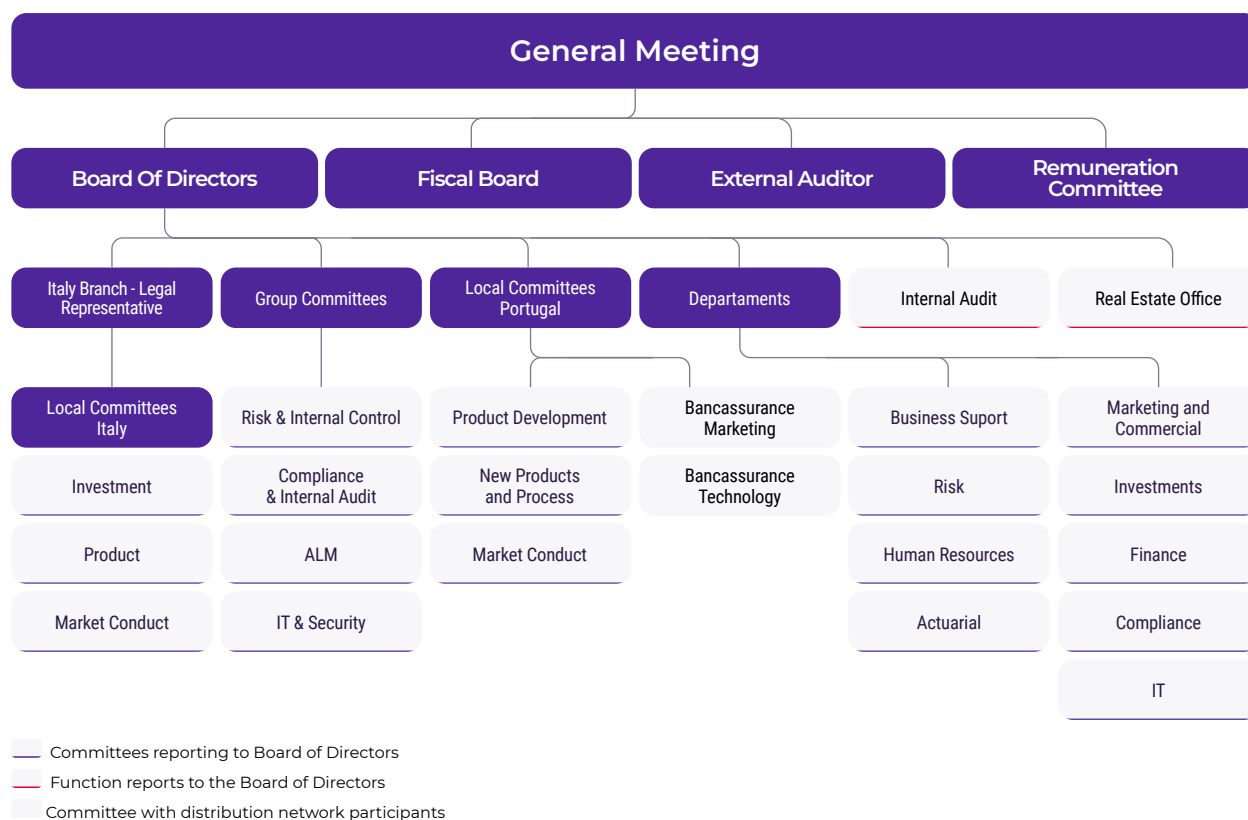 General Meeting
Board Of Directors
Fiscal Board
External Auditor
Remuneration
Committee
Italy Branch - Legal
Representative
Group Committees
Local Committees
Portugal
Departaments
Internal Audit
Real Estate Office
Local Committees
Italy
Risk & Internal Control
Product Development
Bancassurance
Marketing
Business Suport
Marketing and
Commercial
Investment
Compliance
& Internal Audit
New Products
and Process
Bancassurance
Technology
Risk
Investments
Product
ALM
Market Conduct
Human Resources
Finance
Market Conduct
IT & Security
Actuarial
Compliance
IT
Committees reporting to Board of Directors
Function reports to the Board of Directors
Committee with distribution network participants